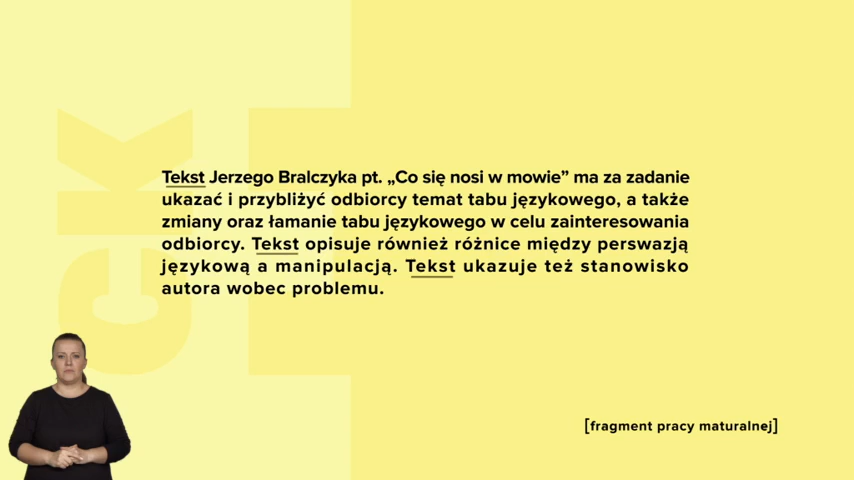 Tekst Jerzego Bralczyka pt. „Co się nosi w mowie” ma za zadanie
ukazać i przybliżyć odbiorcy temat tabu językowego, a także
zmiany oraz łamanie tabu językowego w celu zainteresowania
odbiorcy. Tekst opisuje również różnice między perswazją
językową a manipulacją. Tekst ukazuje też stanowisko
autora wobec problemu.
[fragment pracy maturalnej]